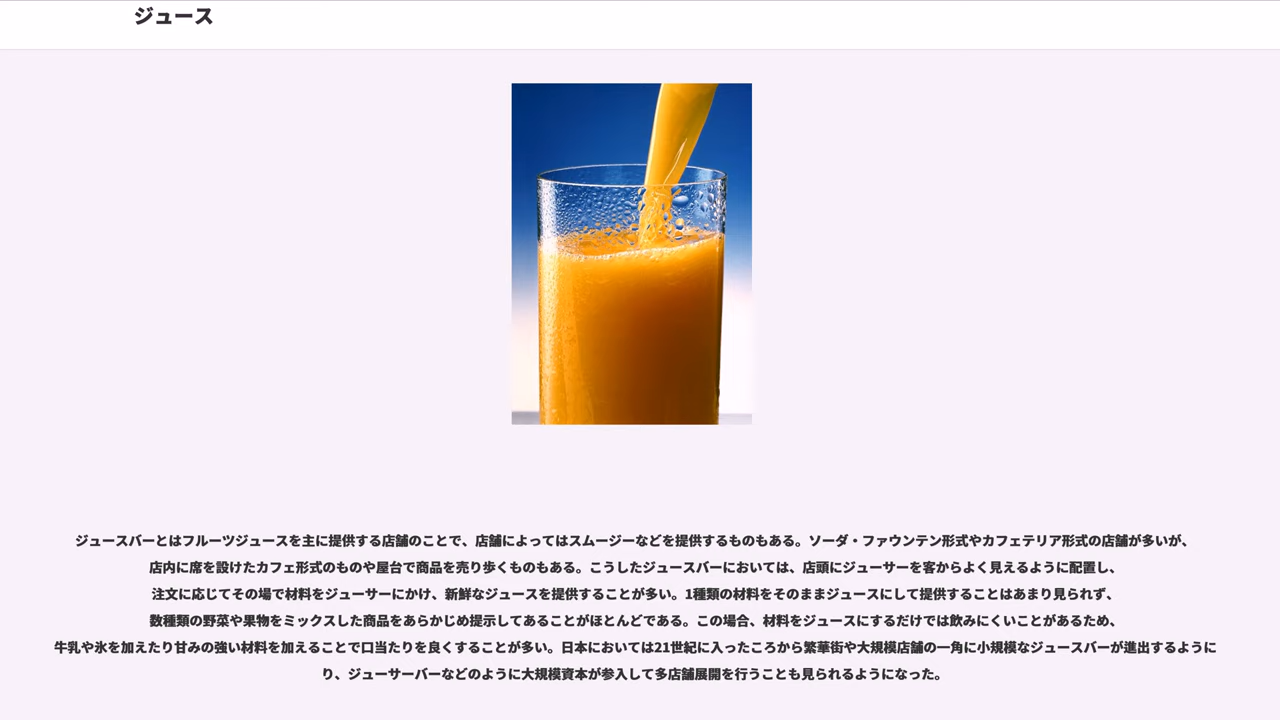 ジュース
ジュースバーとはフルーツジュースを主に提供する店舗のことで、店舗によってはスムージーなどを提供するものもある。ソーダ・ファウンテン形式やカフェテリア形式の店舗が多いが、
店内に席を設けたカフェ形式のものや屋台で商品を売り歩くものもある。こうしたジュースバーにおいては、店頭にジューサーを客からよく見えるように配置し、
注文に応じてその場で材料をジューサーにかけ、新鮮なジュースを提供することが多い。1種類の材料をそのままジュースにして提供することはあまり見られず、
数種類の野菜や果物をミックスした商品をあらかじめ提示してあることがほとんどである。この場合、材料をジュースにするだけでは飲みにくいことがあるため、
牛乳や氷を加えたり甘みの強い材料を加えることで口当たりを良くすることが多い。日本においては21世紀に入ったころから繁華街や大規模店舗の一角に小規模なジュースバーが進出するように
り、ジューサーバーなどのように大規模資本が参入して多店舗展開を行うことも見られるようになった。